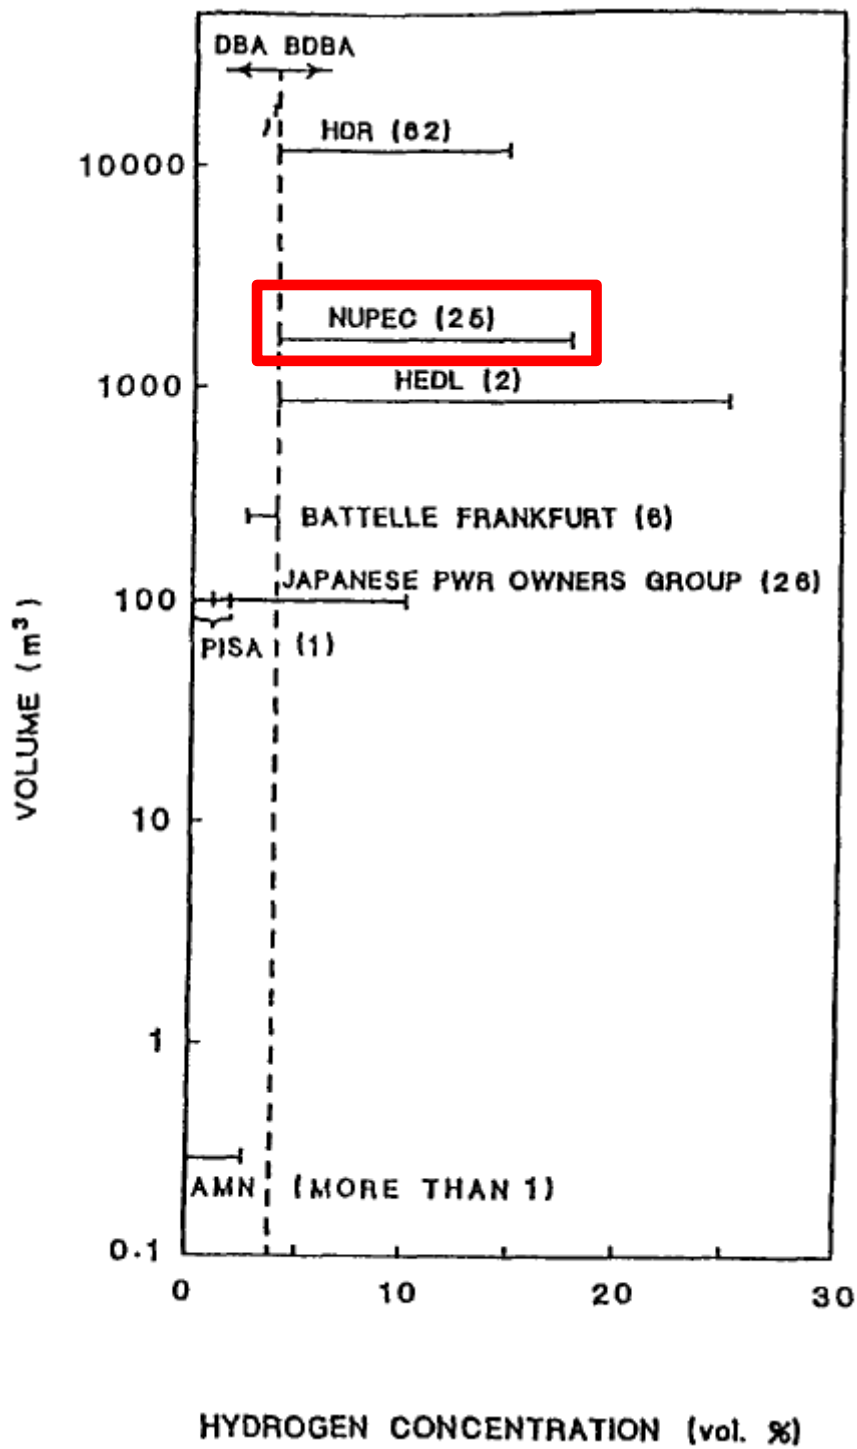 DBA BDBA
HDR (62)
10000
NUPEC (25)
1000
HEDL (2)
BATTELLE FRANKFURT (6)
JAPANESE PWR OWNERS GROUP (26)
100
PISA (1)
VOLUME (m³)
10
1
AMN (MORE THAN 1)
0.1
0 10 20 30
HYDROGEN CONCENTRATION (vol. %)